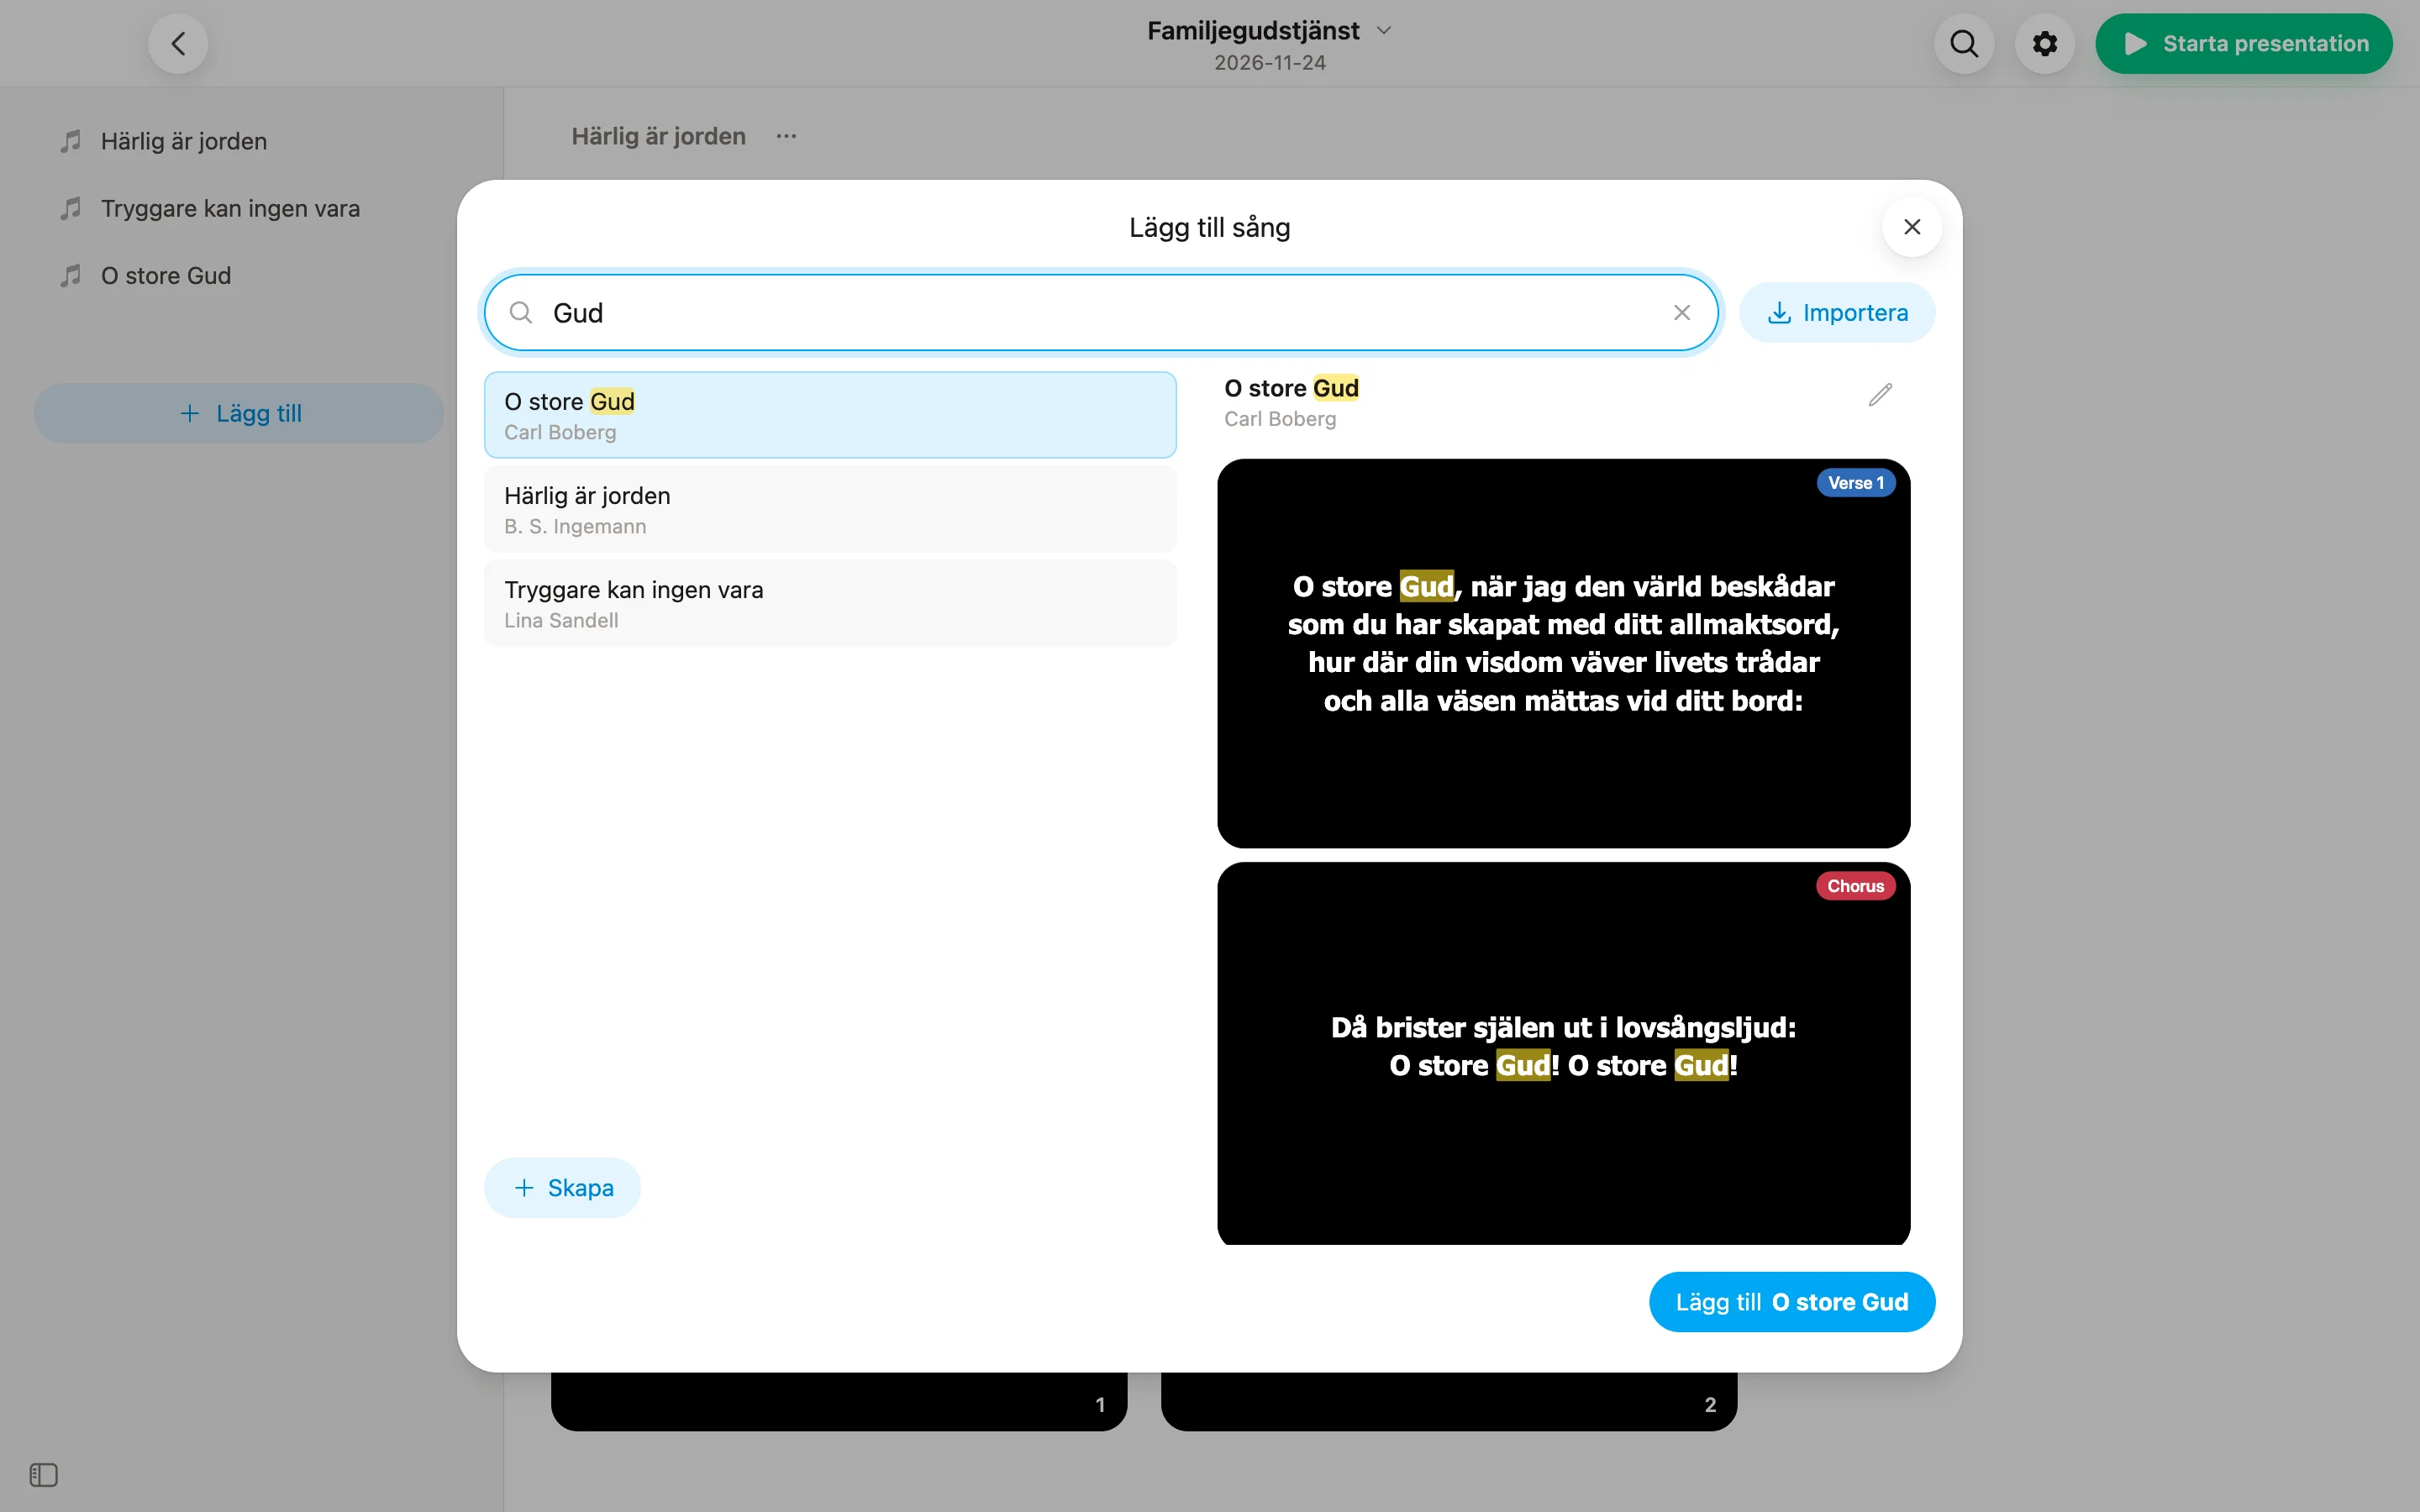 Familjegudstjänst
2026-11-24
Starta presentation
Härlig är jorden
Tryggare kan ingen vara
O store Gud
Lägg till
Härlig är jorden
Lägg till sång
Gud
Importera
O store Gud
Carl Boberg
Härlig är jorden
B. S. Ingemann
Tryggare kan ingen vara
Lina Sandell
Skapa
O store Gud
Carl Boberg
Verse 1
O store Gud, när jag den värld beskådar
som du har skapat med ditt allmaktsord,
hur där din visdom väver livets trådar
och alla väsen mättas vid ditt bord:
Chorus
Då brister själen ut i lovsångsljud:
O store Gud! O store Gud!
Lägg till O store Gud
1
2